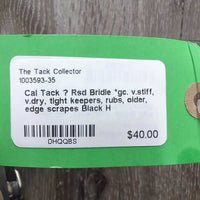 The Tack Collector
1003593-35
Cal Tack ? Rsd Bridle *gc. v.stiff,
v.dry, tight keepers, rubs, older,
edge scrapes Black H
$40.00
DHQQBS